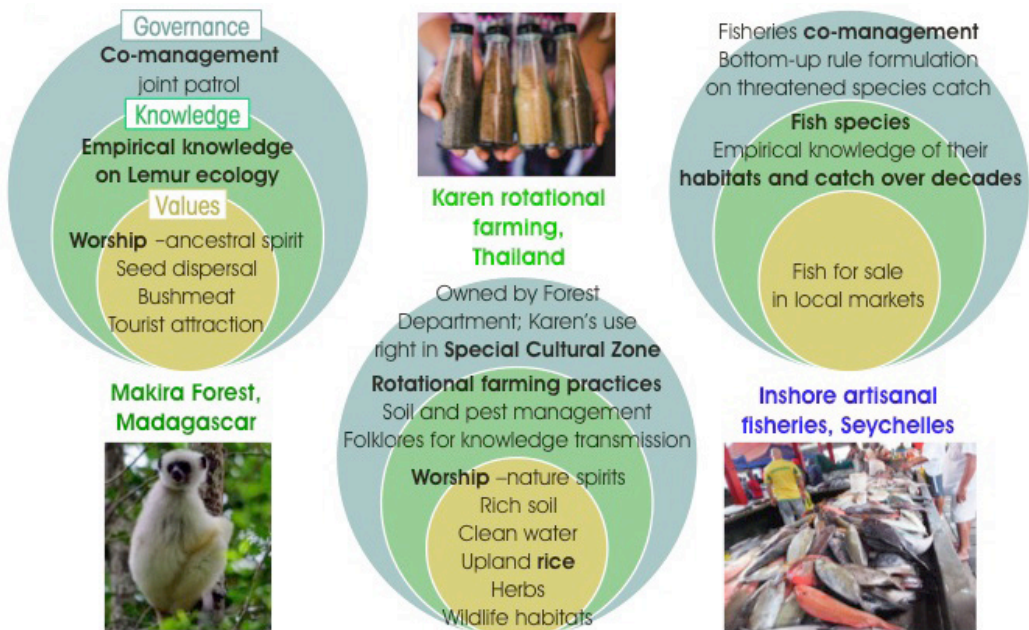 Governance
Co-management
joint patrol
Knowledge
Empirical knowledge
on Lemur ecology
Values
Worship –ancestral spirit
Seed dispersal
Bushmeat
Tourist attraction
Makira Forest,
Madagascar
Karen rotational
farming,
Thailand
Owned by Forest
Department; Karen's use
right in Special Cultural Zone
Rotational farming practices
Soil and pest management
Folklores for knowledge transmission
Worship –nature spirits
Rich soil
Clean water
Upland rice
Herbs
Wildlife habitats
Fisheries co-management
Bottom-up rule formulation
on threatened species catch
Fish species
Empirical knowledge of their
habitats and catch over decades
Fish for sale
in local markets
Inshore artisanal
fisheries, Seychelles